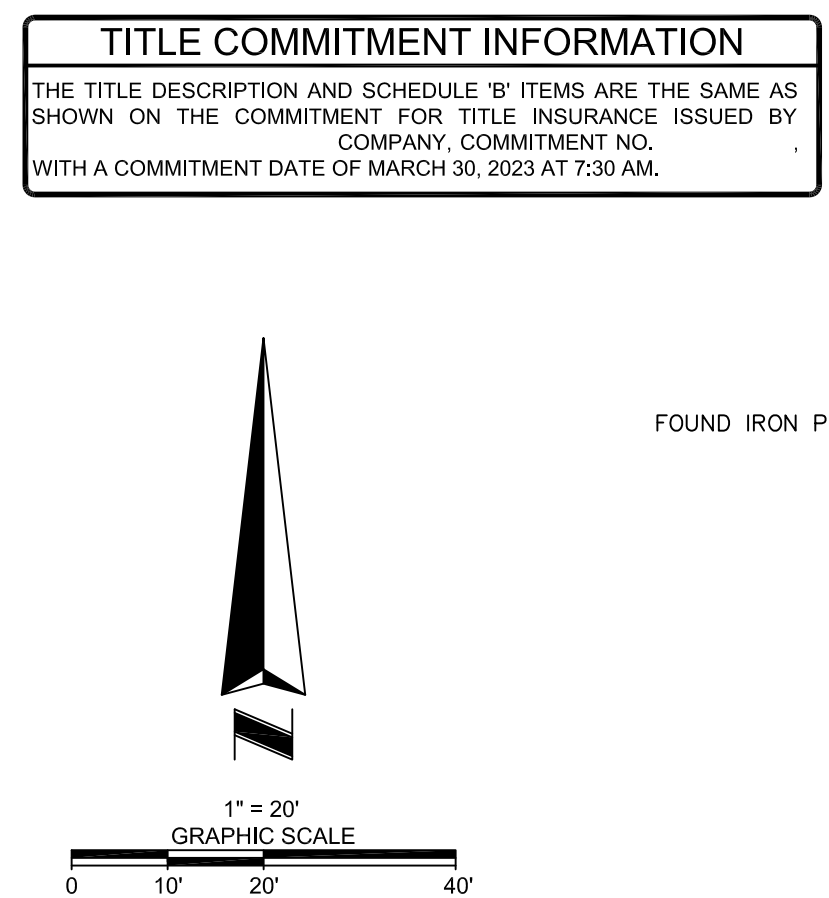 TITLE COMMITMENT INFORMATION
THE TITLE DESCRIPTION AND SCHEDULE 'B' ITEMS ARE THE SAME AS
SHOWN ON THE COMMITMENT FOR TITLE INSURANCE ISSUED BY
COMPANY, COMMITMENT NO. ,
WITH A COMMITMENT DATE OF MARCH 30, 2023 AT 7:30 AM.
FOUND IRON P
N
1" = 20'
GRAPHIC SCALE
0 10' 20' 40'